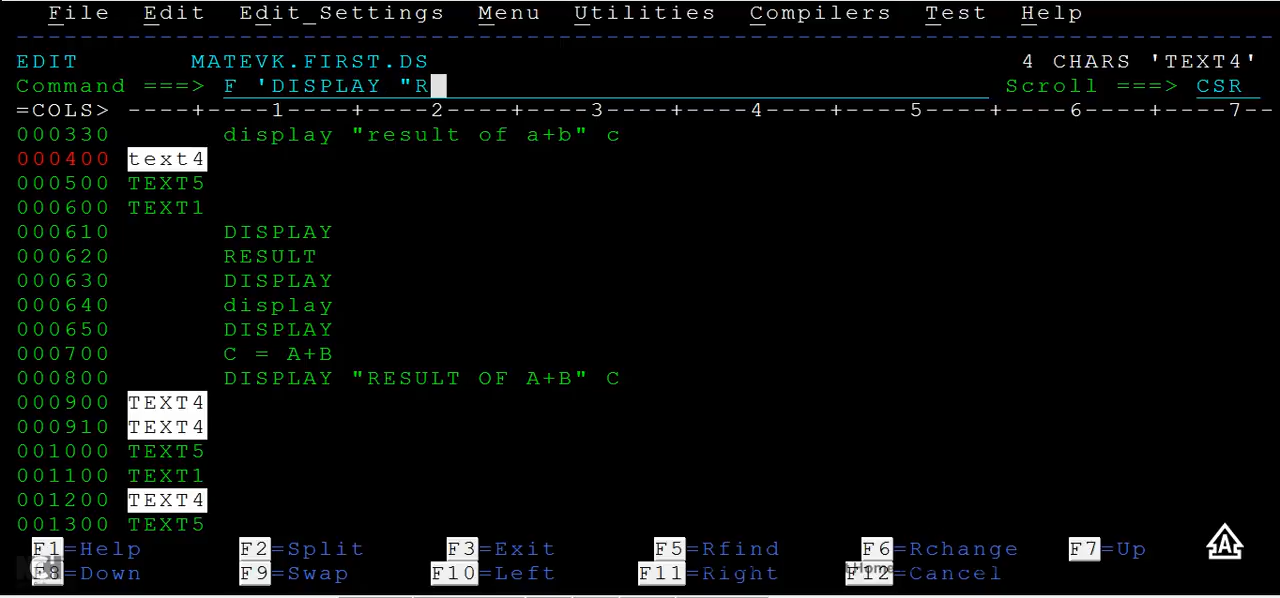 File Edit Edit_Settings Menu Utilities Compilers Test Help
EDIT MATEVK.FIRST.DS 4 CHARS 'TEXT4'
Command ===> F 'DISPLAY "R Scroll ===> CSR
=COLS> ----+----1----+----2----+----3----+----4----+----5----+----6----+----7--
000330 display "result of a+b" c
000400 text4
000500 TEXT5
000600 TEXT1
000610 DISPLAY
000620 RESULT
000630 DISPLAY
000640 display
000650 DISPLAY
000700 C = A+B
000800 DISPLAY "RESULT OF A+B" C
000900 TEXT4
000910 TEXT4
001000 TEXT5
001100 TEXT1
001200 TEXT4
001300 TEXT5
F1=Help F2=Split F3=Exit F5=Rfind F6=Rchange F7=Up
F8=Down F9=Swap F10=Left F11=Right F12=Cancel